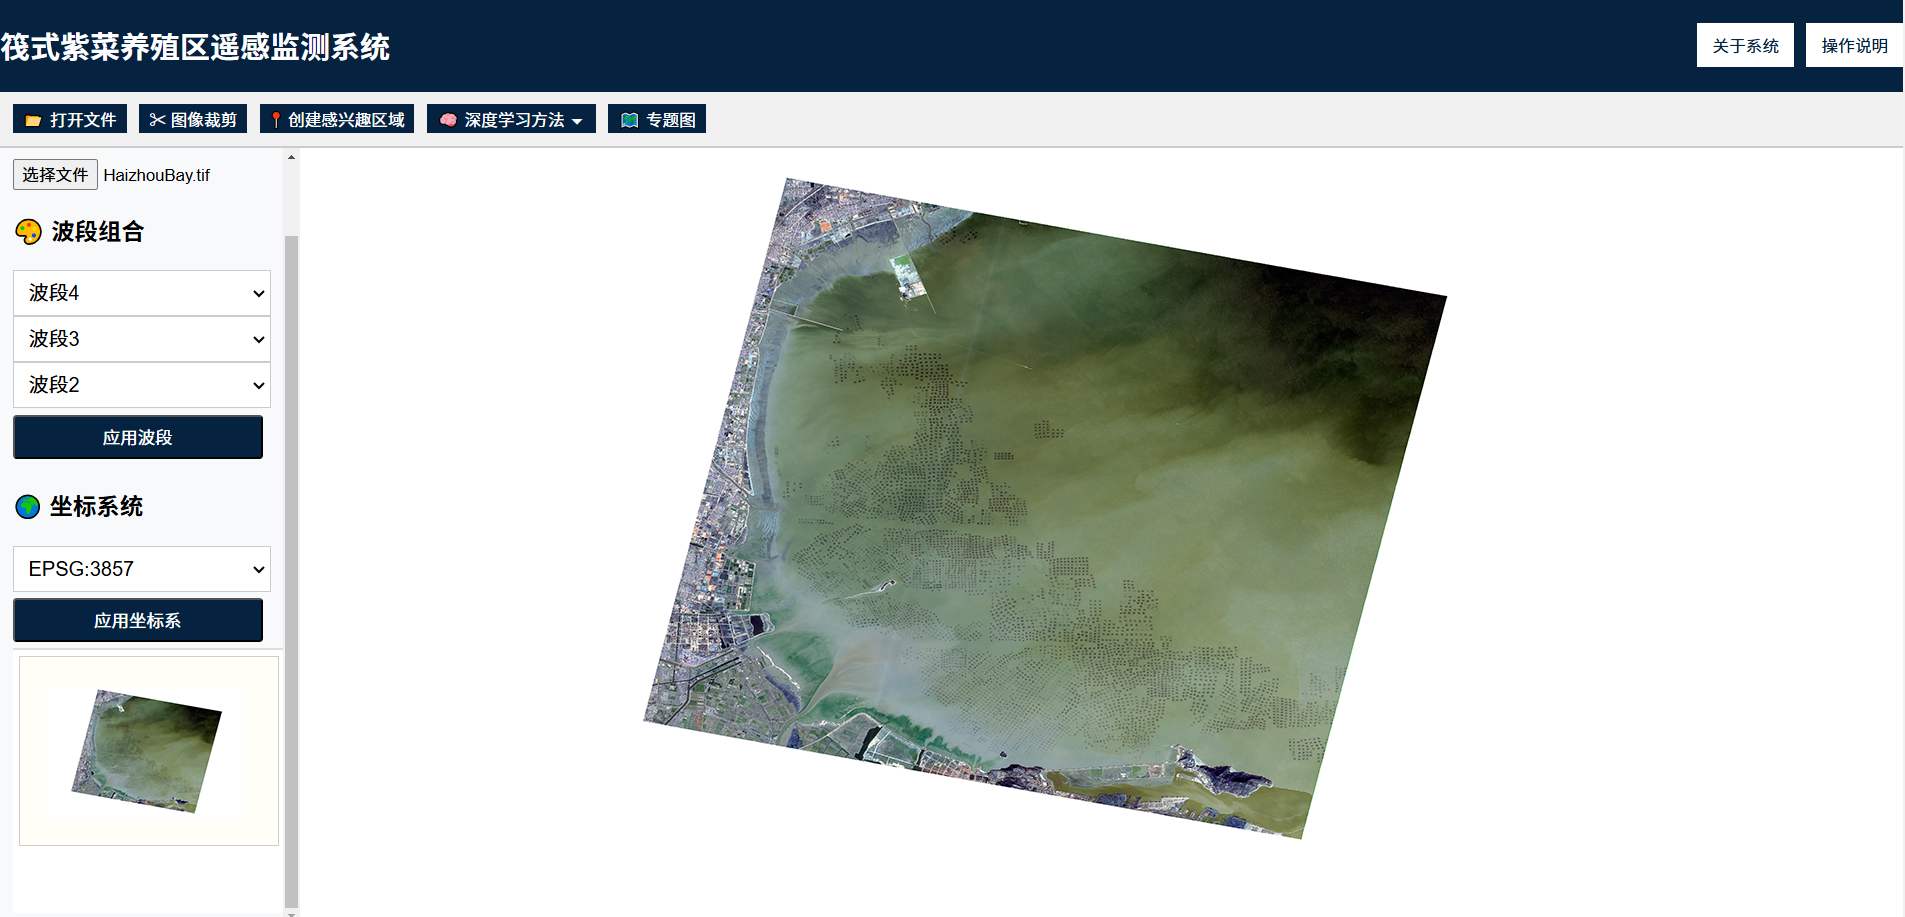 筏式紫菜养殖区遥感监测系统
关于系统
操作说明
打开文件
图像裁剪
创建感兴趣区域
深度学习方法
专题图
选择文件 HaizhouBay.tif
波段组合
波段4
波段3
波段2
应用波段
坐标系统
EPSG:3857
应用坐标系